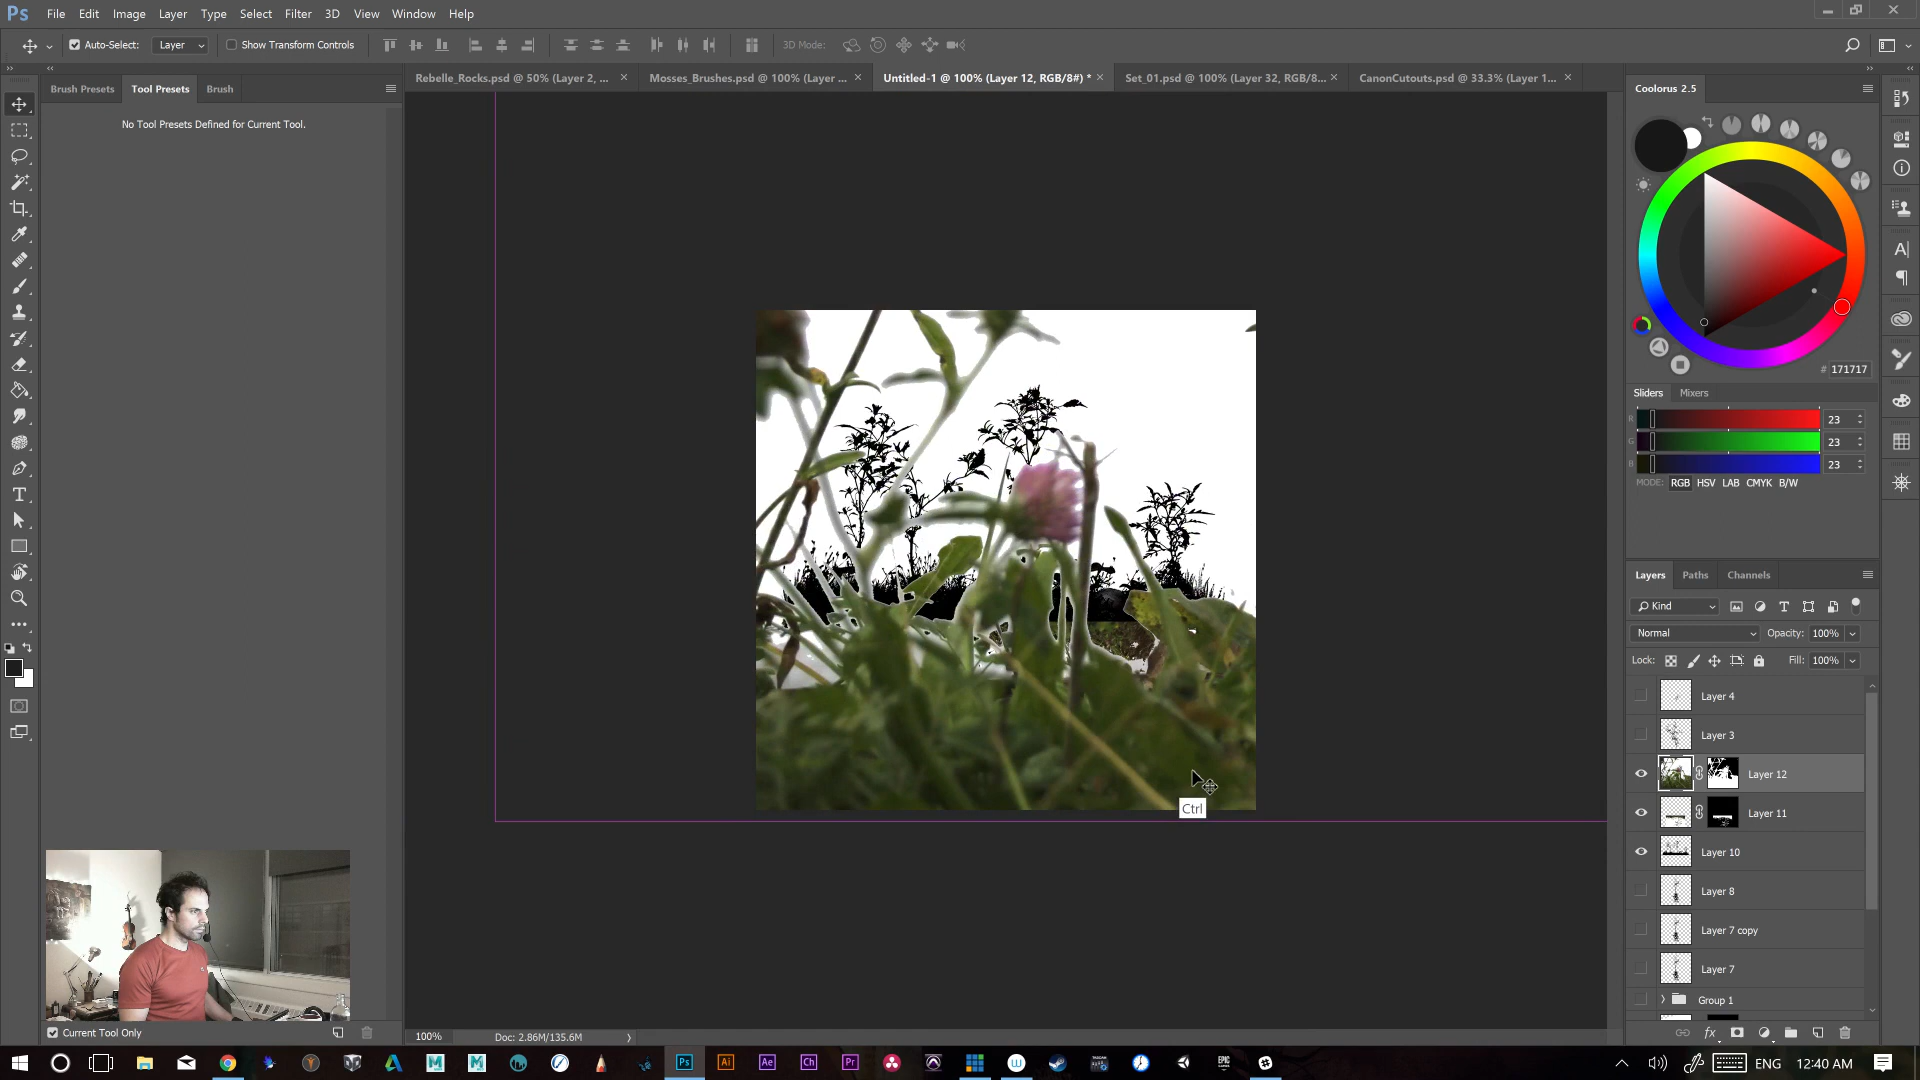 Ps File Edit Image Layer Type Select Filter 3D View Window Help
Auto-Select: Layer Show Transform Controls 3D Mode:
Rebelle_Rocks.psd @ 50% (Layer 2, ... Mosses_Brushes.psd @ 100% (Layer ... Untitled-1 @ 100% (Layer 12, RGB/8#) * Set_01.psd @ 100% (Layer 32, RGB/8... CanonCutouts.psd @ 33.3% (Layer 1...
Brush Presets Tool Presets Brush
No Tool Presets Defined for Current Tool.
Coolorus 2.5
# 171717
Sliders Mixers
R 23
G 23
B 23
MODE: RGB HSV LAB CMYK B/W
Layers Paths Channels
Kind
Normal Opacity: 100%
Lock: Fill: 100%
Layer 4
Layer 3
Layer 12
Layer 11
Layer 10
Layer 8
Layer 7 copy
Layer 7
Group 1
Ctrl
Current Tool Only
100% Doc: 2.86M/135.6M
Ps Ai Ae Ch Pr
ENG 12:40 AM